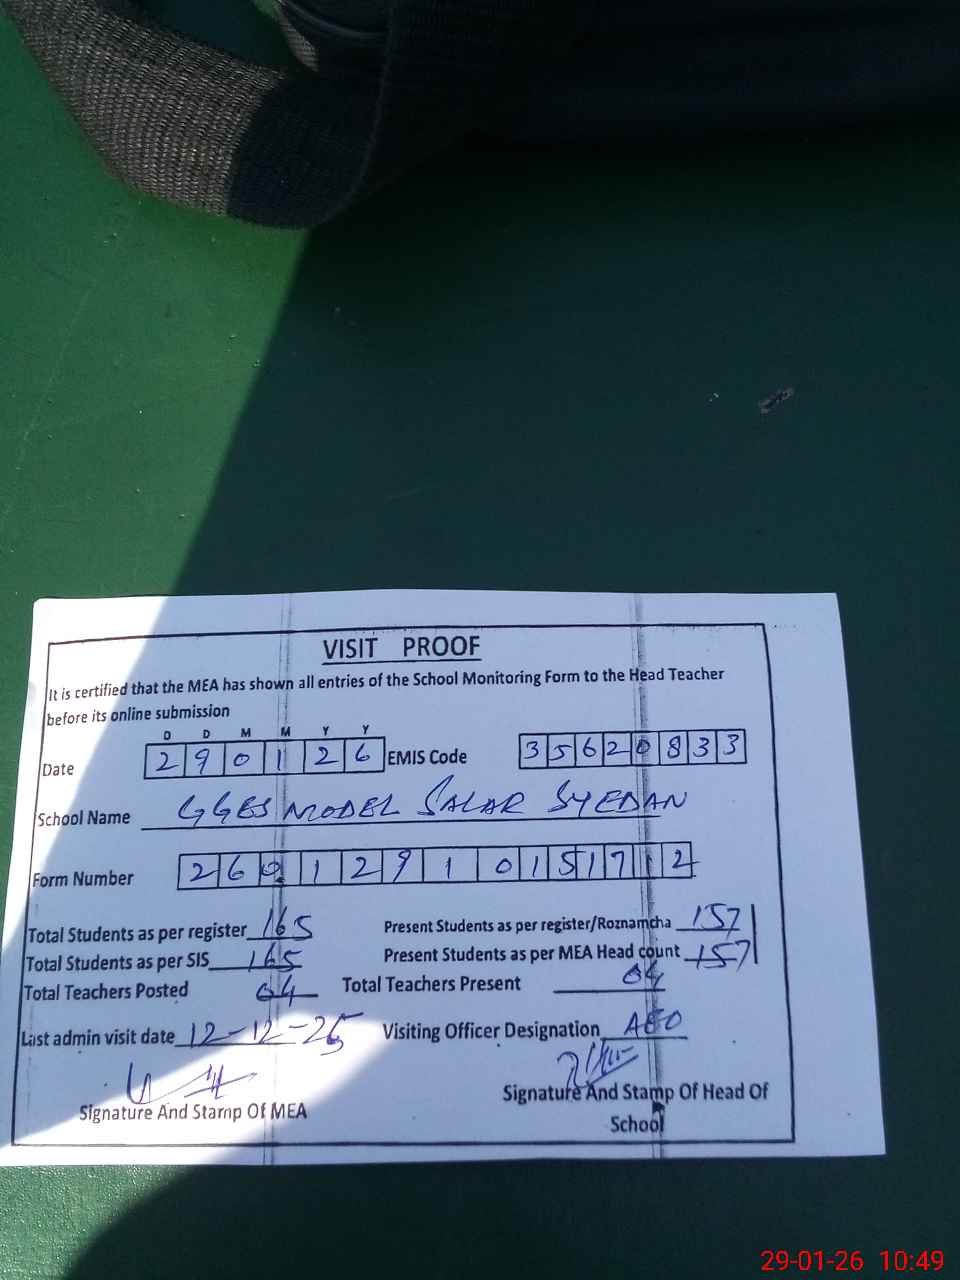 VISIT PROOF
It is certified that the MEA has shown all entries of the School Monitoring Form to the Head Teacher
before its online submission
D D M M Y Y
Date 2 9 0 1 2 6 EMIS Code 3 5 6 2 0 8 3 3
School Name GGES MODEL SALAR SYEDAN
Form Number 2 6 0 1 2 9 1 0 1 5 1 7 1 2
Total Students as per register 165 Present Students as per register/Roznamcha 157
Total Students as per SIS 165 Present Students as per MEA Head count 157
Total Teachers Posted 04 Total Teachers Present 04
Last admin visit date 12-12-25 Visiting Officer Designation AEO
Signature And Stamp Of MEA Signature And Stamp Of Head Of
School
29-01-26 10:49